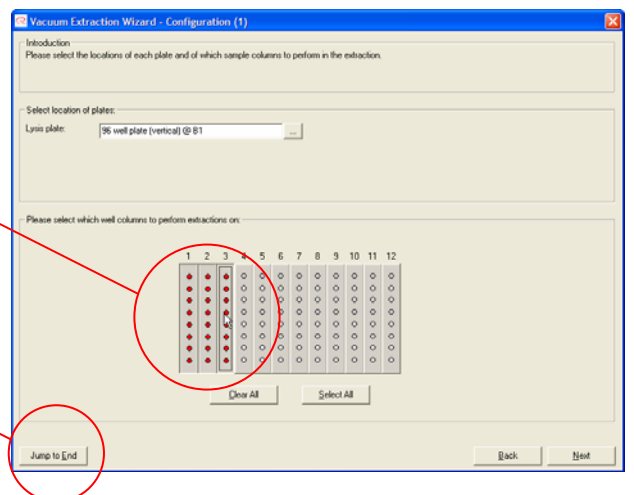 Vacuum Extraction Wizard - Configuration (1)
Introduction
Please select the locations of each plate and of which sample columns to perform in the extraction.
Select location of plates:
Lysis plate: 96 well plate (vertical) @ B1 ...
Please select which well columns to perform extractions on:
1 2 3 4 5 6 7 8 9 10 11 12
Clear All Select All
Jump to End Back Next